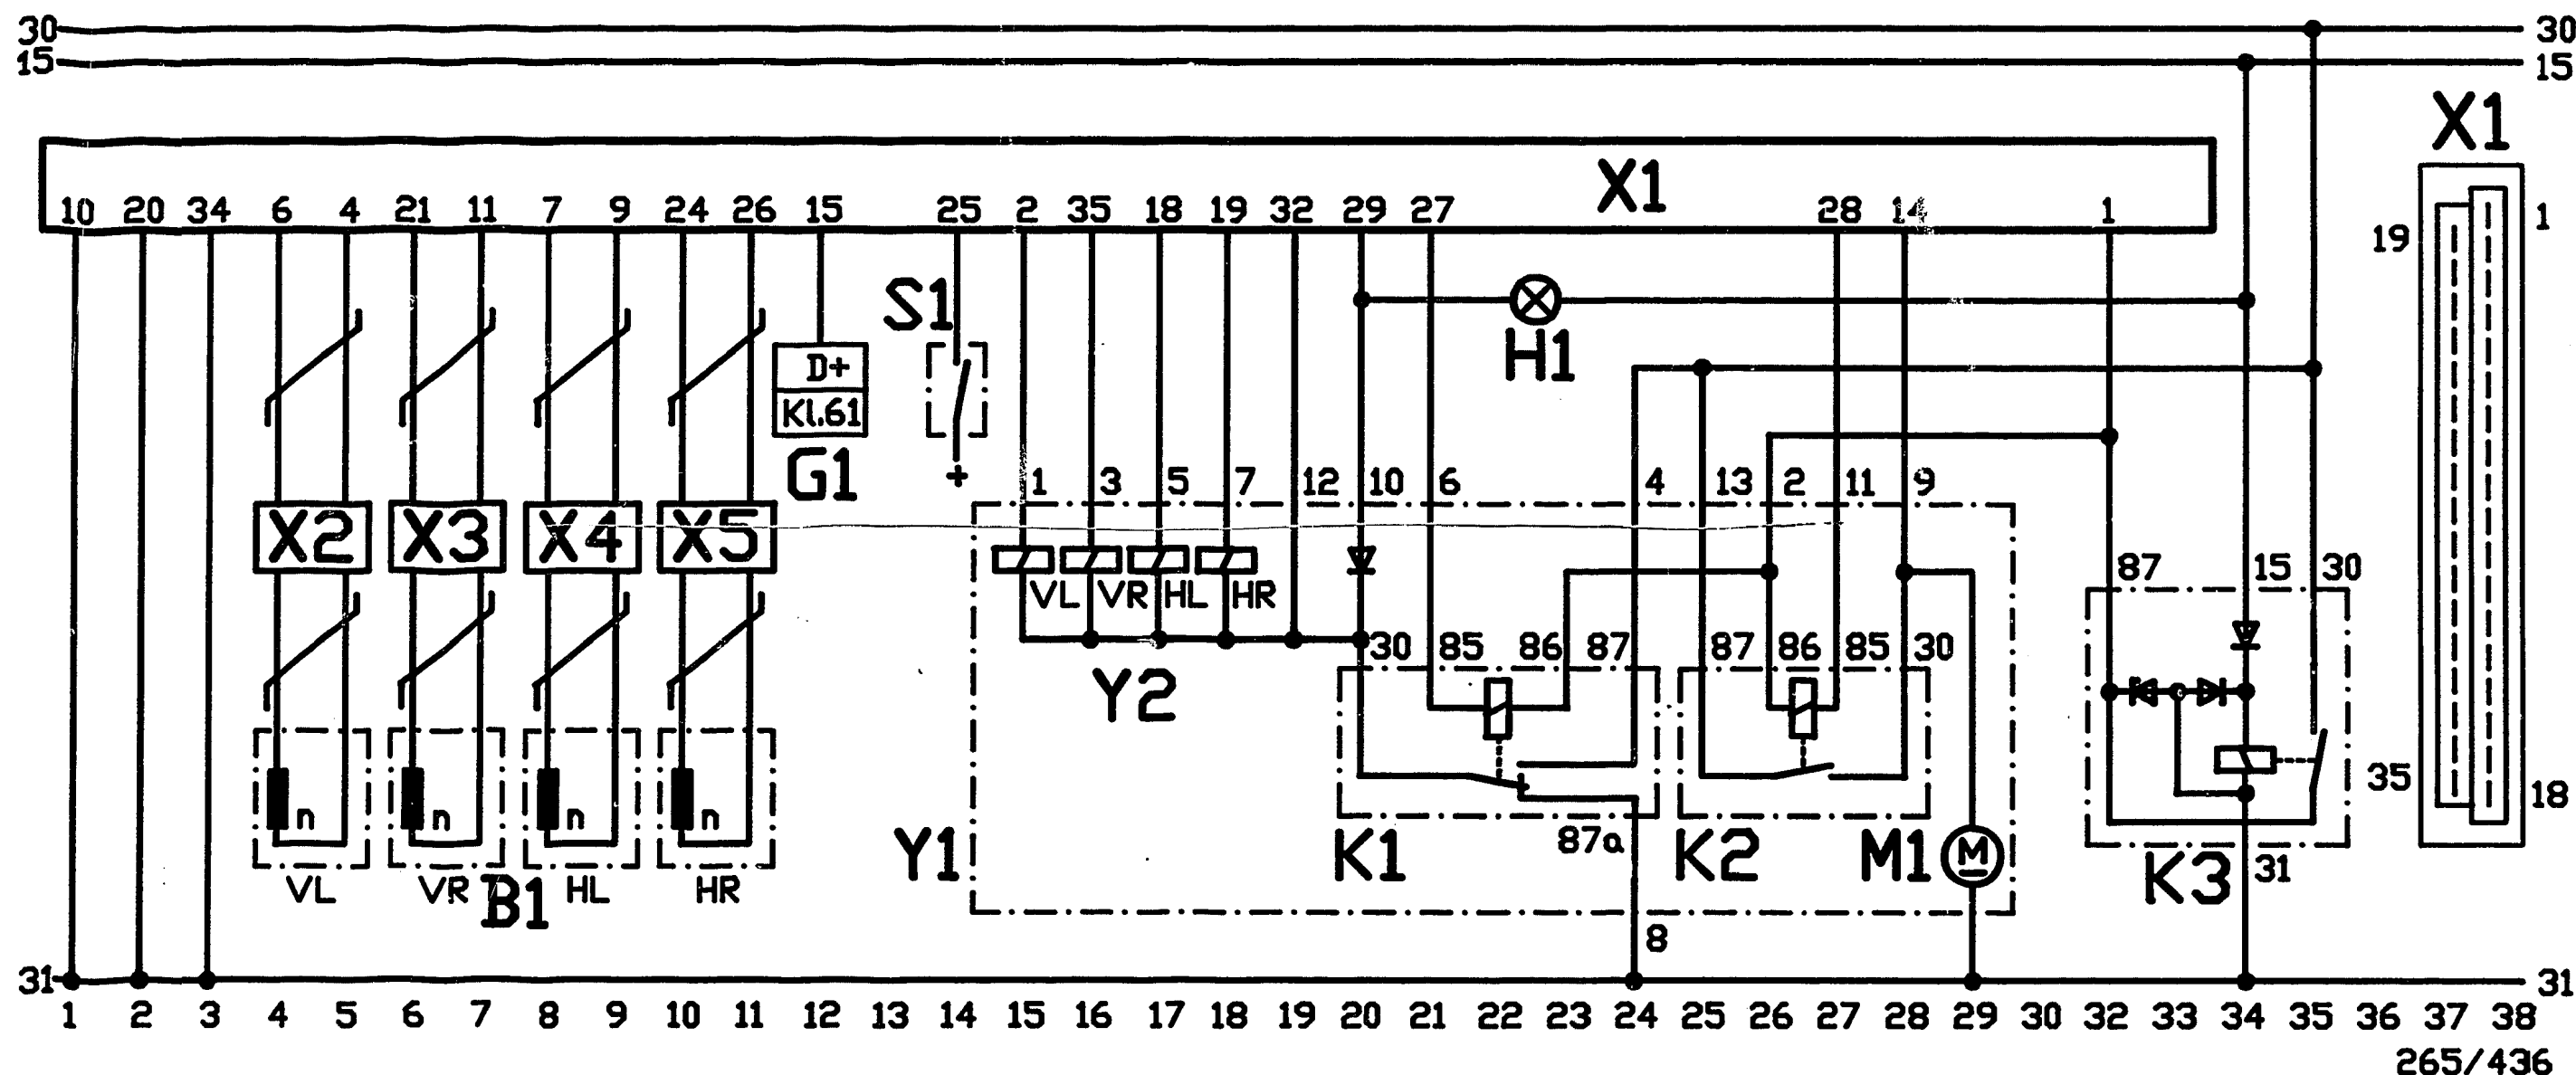 30 30
15 15
X1
X1
10 20 34 6 4 21 11 7 9 24 26 15 25 2 35 18 19 32 29 27 28 14 1
19 1
S1
H1
D+
Kl.61
G1
+
1 3 5 7 12 10 6 4 13 2 11 9
X2 X3 X4 X5
87 15 30
VL VR HL HR
30 85 86 87 87 86 85 30
Y2
n n n n
35 18
87a
Y1 K1 K2 M1 M K3 31
VL VR B1 HL HR
8
31 31
1 2 3 4 5 6 7 8 9 10 11 12 13 14 15 16 17 18 19 20 21 22 23 24 25 26 27 28 29 30 32 33 34 35 36 37 38
265/436